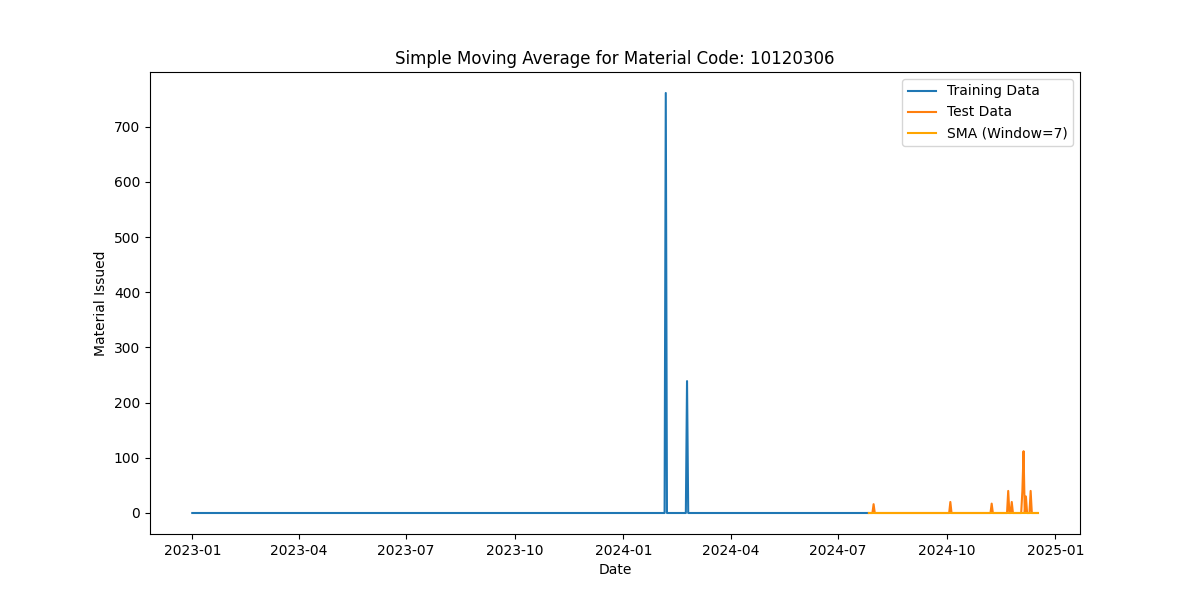 Simple Moving Average for Material Code: 10120306
Training Data
Test Data
SMA (Window=7)
Material Issued
700
600
500
400
300
200
100
0
2023-01 2023-04 2023-07 2023-10 2024-01 2024-04 2024-07 2024-10 2025-01
Date